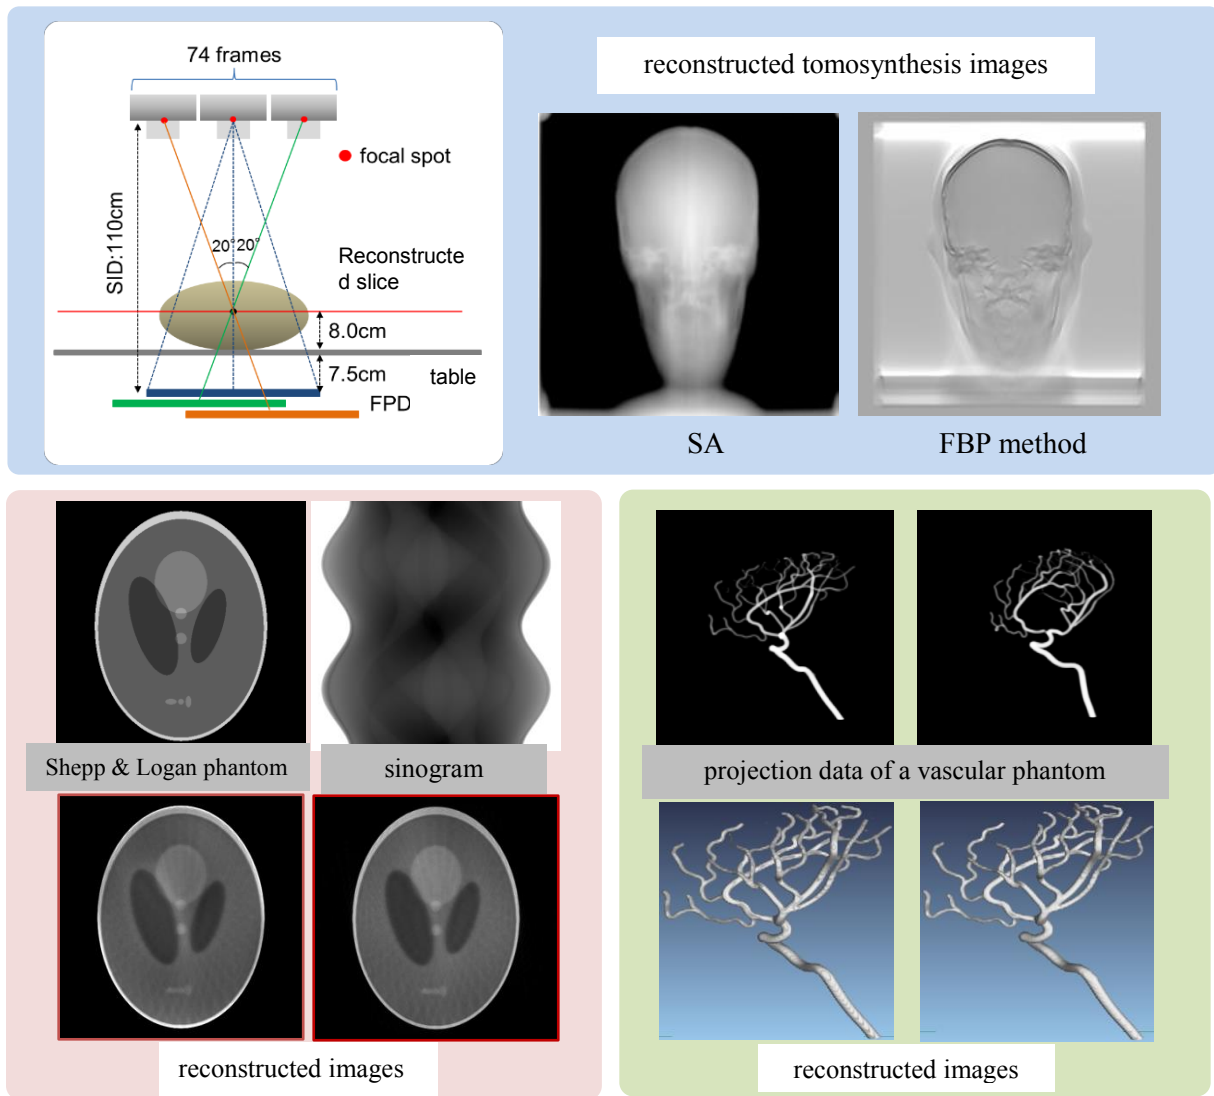 74 frames
focal spot
SID:110cm
20° 20°
Reconstructe
d slice
8.0cm
7.5cm
table
FPD
reconstructed tomosynthesis images
SA
FBP method
Shepp & Logan phantom
sinogram
reconstructed images
projection data of a vascular phantom
reconstructed images